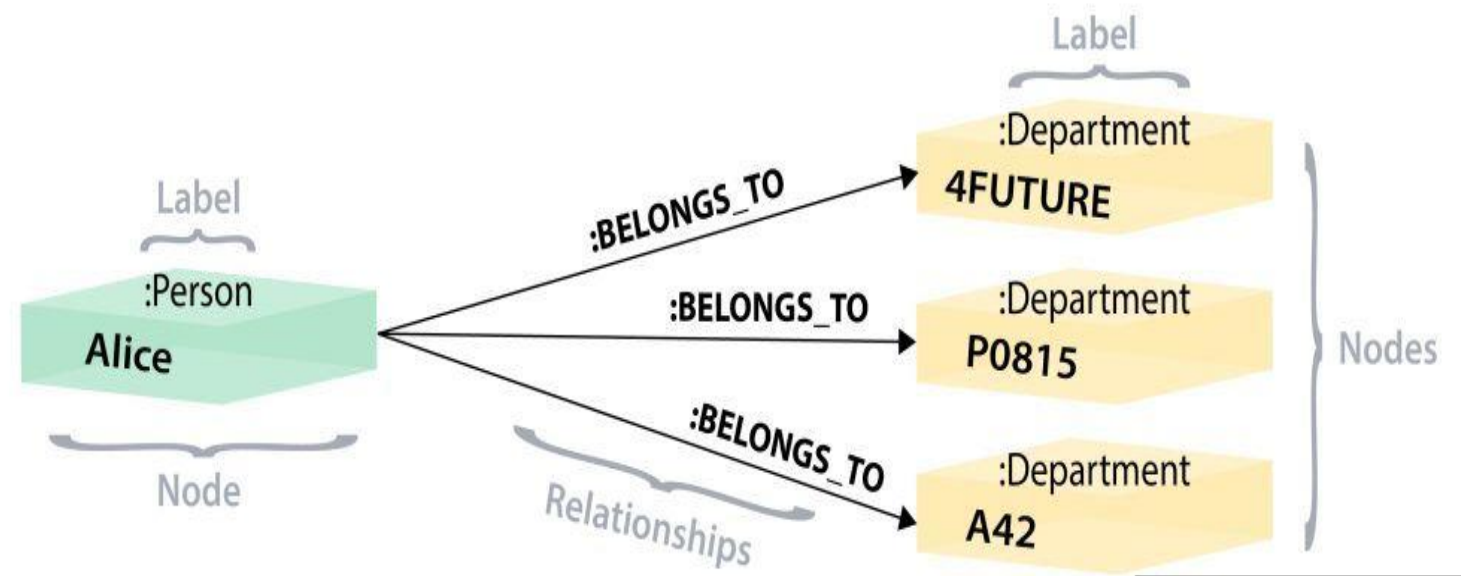 Label
:Department
4FUTURE
:BELONGS_TO
Label
:Person
Alice
:BELONGS_TO
:Department
P0815
Nodes
:BELONGS_TO
:Department
A42
Node
Relationships